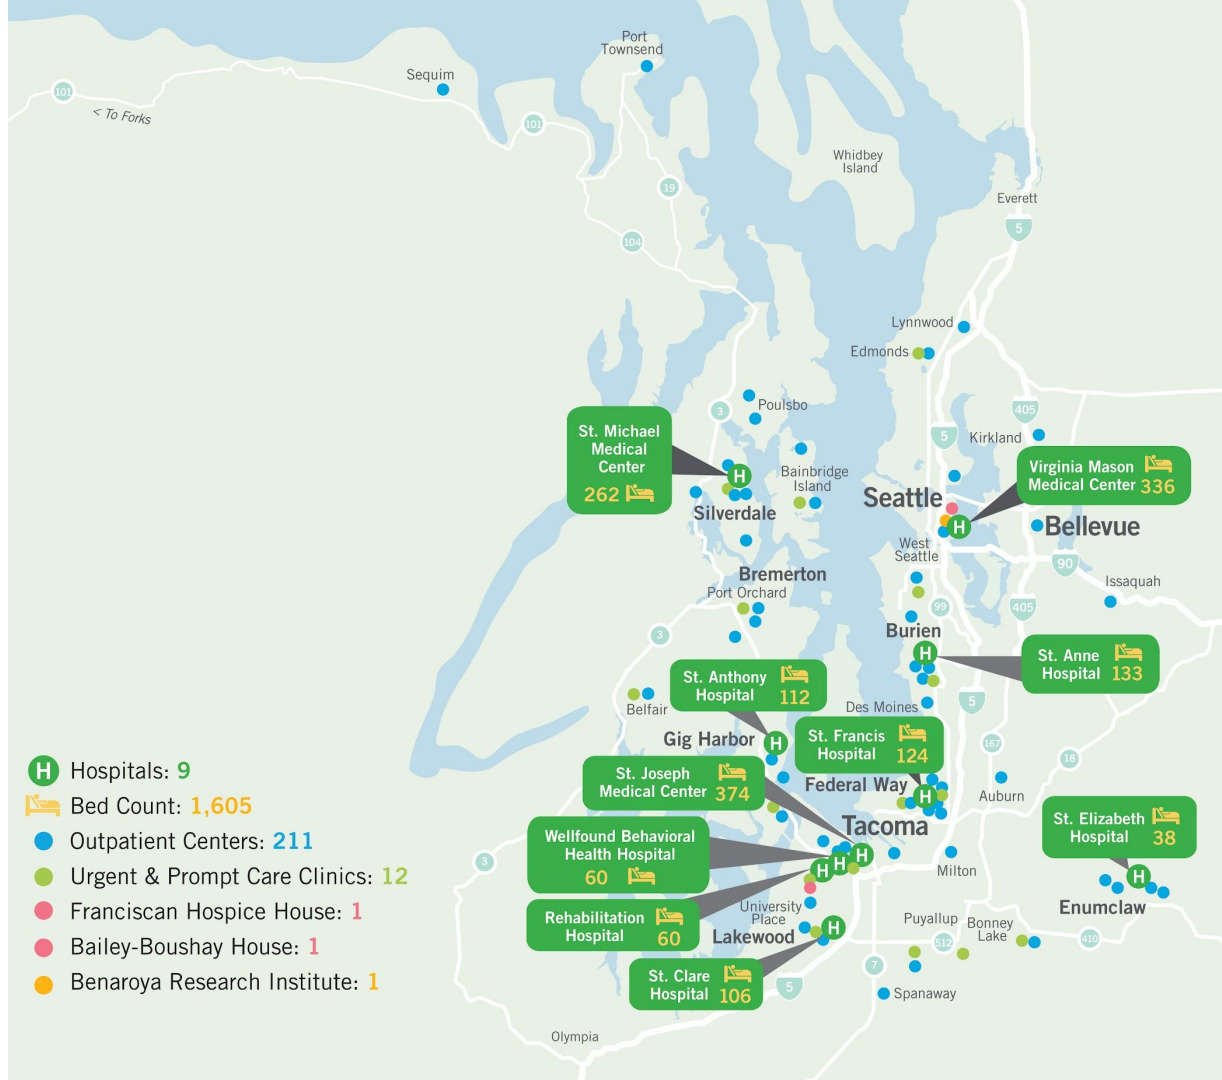 Port
Townsend
Sequim
101
< To Forks
101
Whidbey
Island
19
Everett
5
104
Lynnwood
Edmonds
3
Poulsbo
405
5
Kirkland
St. Michael
Medical
Center
262
Bainbridge
Island
Virginia Mason
Medical Center 336
H
Silverdale
Seattle
H
Bellevue
West
Seattle
90
Bremerton
Port Orchard
Issaquah
99
405
3
Burien
H
St. Anne
Hospital 133
St. Anthony
Hospital 112
Belfair
Des Moines
5
Gig Harbor
H
St. Francis
Hospital 124
167
18
St. Joseph
Medical Center 374
Federal Way
H
Auburn
Tacoma
St. Elizabeth
Hospital 38
Wellfound Behavioral
Health Hospital
60
H
H
H
3
Milton
H
Enumclaw
Rehabilitation
Hospital 60
University
Place
Lakewood
H
Puyallup
Bonney
Lake
512
410
7
St. Clare
Hospital 106
5
Spanaway
Olympia
H Hospitals: 9
Bed Count: 1,605
Outpatient Centers: 211
Urgent & Prompt Care Clinics: 12
Franciscan Hospice House: 1
Bailey-Boushay House: 1
Benaroya Research Institute: 1